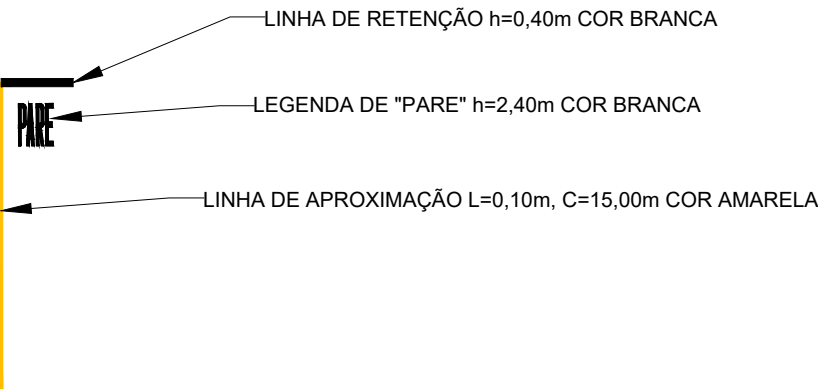 LINHA DE RETENÇÃO h=0,40m COR BRANCA
LEGENDA DE "PARE" h=2,40m COR BRANCA
PARE
LINHA DE APROXIMAÇÃO L=0,10m, C=15,00m COR AMARELA